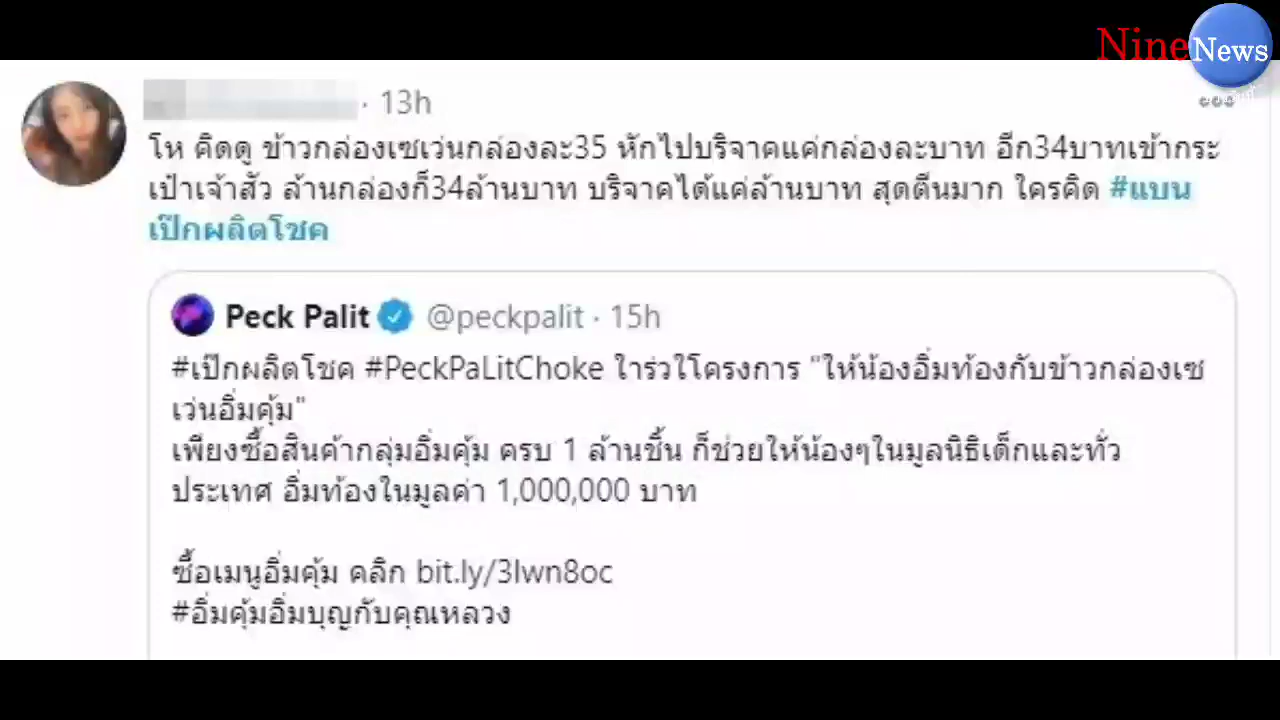 Nine News
· 13h
โห คิดดู ข้าวกล่องเซเว่นกล่องละ35 หักไปบริจาคแค่กล่องละบาท อีก34บาทเข้ากระ
เป๋าเจ้าสัว ล้านกล่องก็34ล้านบาท บริจาคได้แค่ล้านบาท สุดตีนมาก ใครคิด #แบน
เป๊กผลิตโชค
Peck Palit @peckpalit · 15h
#เป๊กผลิตโชค #PeckPaLitChoke ใาร่วใโครงการ "ให้น้องอิ่มท้องกับข้าวกล่องเซ
เว่นอิ่มคุ้ม"
เพียงซื้อสินค้ากลุ่มอิ่มคุ้ม ครบ 1 ล้านชิ้น ก็ช่วยให้น้องๆในมูลนิธิเด็กและทั่ว
ประเทศ อิ่มท้องในมูลค่า 1,000,000 บาท
ซื้อเมนูอิ่มคุ้ม คลิก bit.ly/3lwn8oc
#อิ่มคุ้มอิ่มบุญกับคุณหลวง